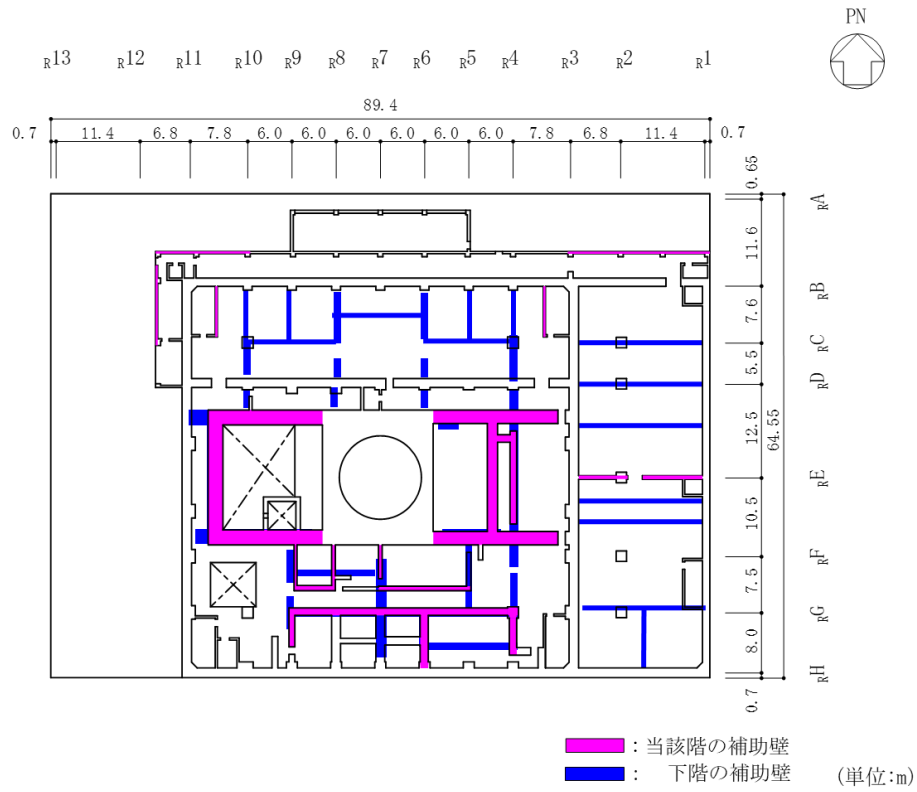 PN
R13 R12 R11 R10 R9 R8 R7 R6 R5 R4 R3 R2 R1
89.4
0.7 11.4 6.8 7.8 6.0 6.0 6.0 6.0 6.0 6.0 7.8 6.8 11.4 0.7
0.65
RA
11.6
RB
7.6
RC
5.5
RD
12.5
64.55
RE
10.5
RF
7.5
RG
8.0
RH
0.7
：当該階の補助壁
： 下階の補助壁
(単位:m)